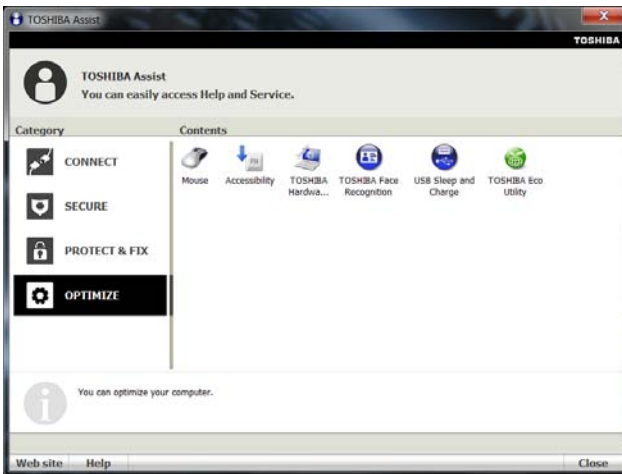 TOSHIBA Assist
TOSHIBA
TOSHIBA Assist
You can easily access Help and Service.
Category
Contents
CONNECT
SECURE
PROTECT & FIX
OPTIMIZE
Mouse
Accessibility
TOSHIBA
Hardwa...
TOSHIBA Face
Recognition
USB Sleep and
Charge
TOSHIBA Eco
Utility
You can optimize your computer.
Web site
Help
Close